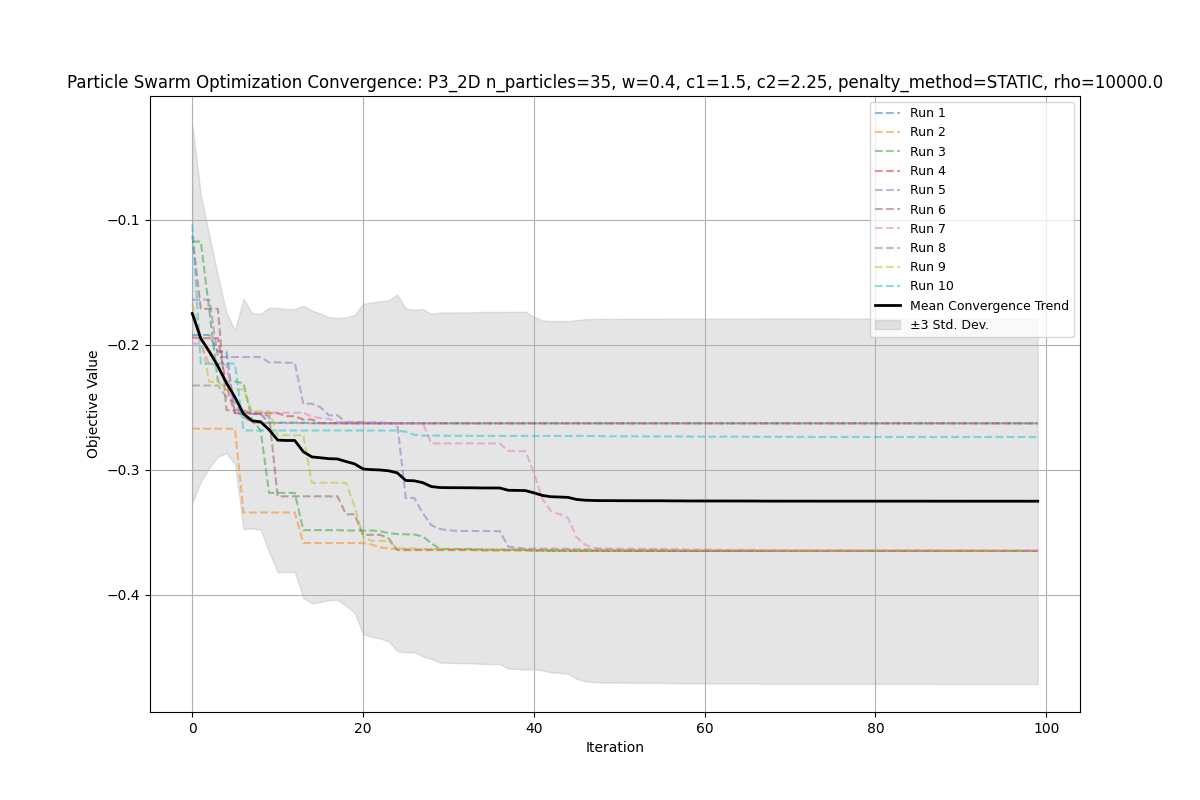 Particle Swarm Optimization Convergence: P3_2D n_particles=35, w=0.4, c1=1.5, c2=2.25, penalty_method=STATIC, rho=10000.0
Run 1
Run 2
Run 3
Run 4
Run 5
Run 6
Run 7
Run 8
Run 9
Run 10
Mean Convergence Trend
±3 Std. Dev.
Objective Value
−0.1
−0.2
−0.3
−0.4
0 20 40 60 80 100
Iteration